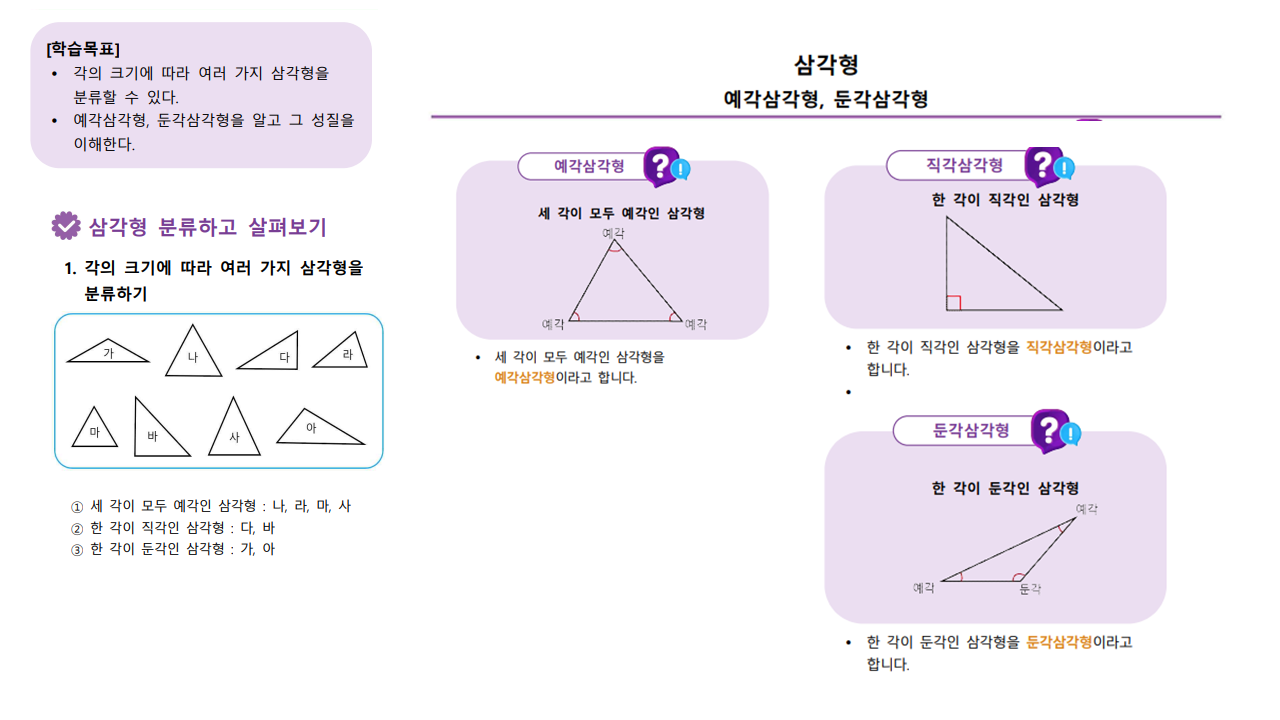 [학습목표]
• 각의 크기에 따라 여러 가지 삼각형을
분류할 수 있다.
• 예각삼각형, 둔각삼각형을 알고 그 성질을
이해한다.
삼각형 분류하고 살펴보기
1. 각의 크기에 따라 여러 가지 삼각형을
분류하기
가 나 다 라
마 바 사 아
① 세 각이 모두 예각인 삼각형 : 나, 라, 마, 사
② 한 각이 직각인 삼각형 : 다, 바
③ 한 각이 둔각인 삼각형 : 가, 아
삼각형
예각삼각형, 둔각삼각형
예각삼각형 ? !
세 각이 모두 예각인 삼각형
예각
예각 예각
• 세 각이 모두 예각인 삼각형을
예각삼각형이라고 합니다.
직각삼각형 ? !
한 각이 직각인 삼각형
• 한 각이 직각인 삼각형을 직각삼각형이라고
합니다.
•
둔각삼각형 ? !
한 각이 둔각인 삼각형
예각
예각 둔각
• 한 각이 둔각인 삼각형을 둔각삼각형이라고
합니다.